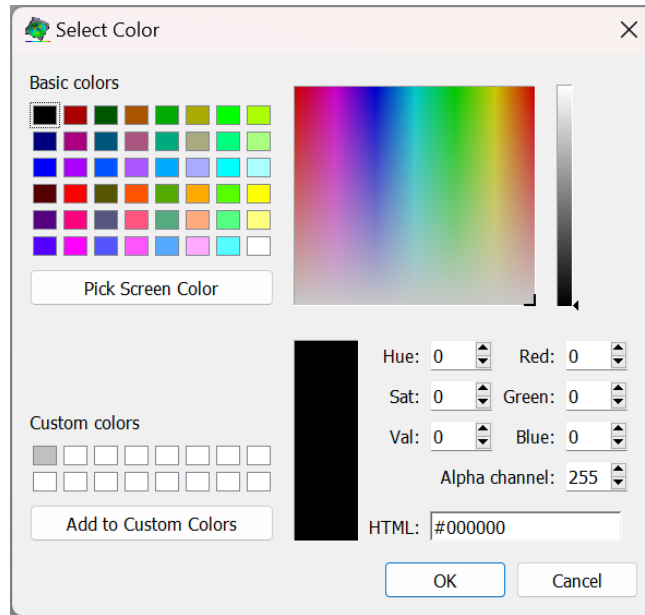 Select Color
Basic colors
Pick Screen Color
Hue: 0 Red: 0
Sat: 0 Green: 0
Val: 0 Blue: 0
Alpha channel: 255
HTML: #000000
Custom colors
Add to Custom Colors
OK Cancel